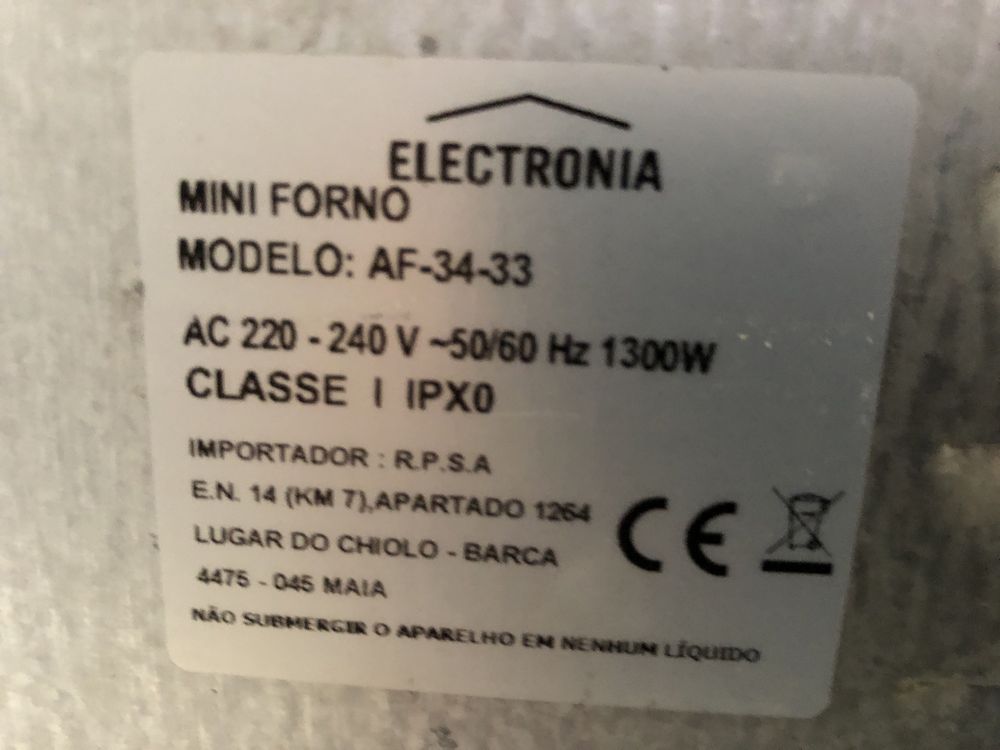 ELECTRONIA
MINI FORNO
MODELO: AF-34-33
AC 220 - 240 V ~50/60 Hz 1300W
CLASSE I IPX0
IMPORTADOR : R.P.S.A
E.N. 14 (KM 7),APARTADO 1264
LUGAR DO CHIOLO - BARCA
4475 - 045 MAIA
NÃO SUBMERGIR O APARELHO EM NENHUM LÍQUIDO
CE